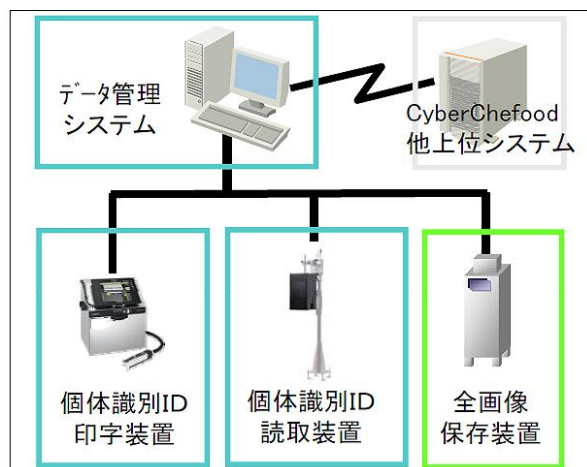 ﾃﾞｰﾀ管理
システム
CyberChefood
他上位システム
個体識別ID
印字装置
個体識別ID
読取装置
全画像
保存装置